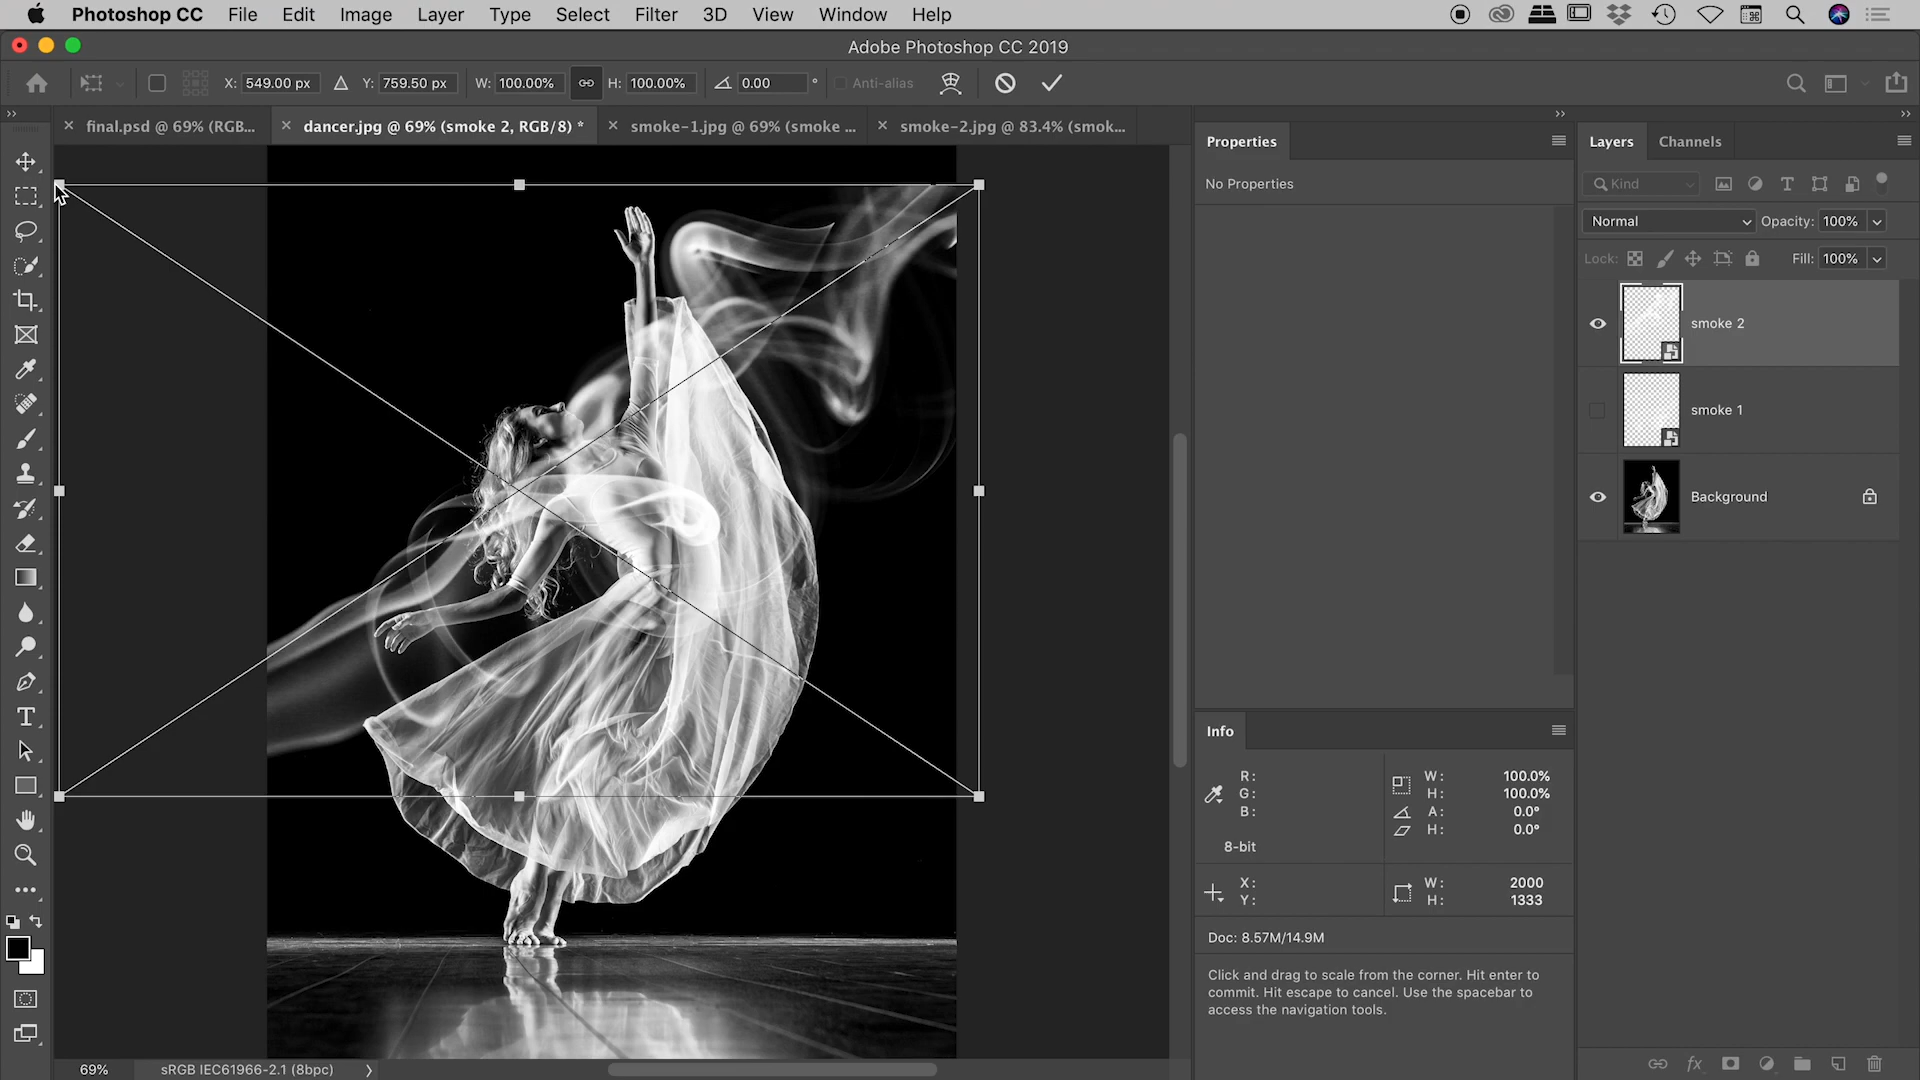 Photoshop CC File Edit Image Layer Type Select Filter 3D View Window Help
Adobe Photoshop CC 2019
X: 549.00 px Y: 759.50 px W: 100.00% H: 100.00% 0.00 ° Anti-alias
final.psd @ 69% (RGB... dancer.jpg @ 69% (smoke 2, RGB/8) * smoke-1.jpg @ 69% (smoke ... smoke-2.jpg @ 83.4% (smok...
Properties
No Properties
Layers Channels
Kind
Normal Opacity: 100%
Lock: Fill: 100%
smoke 2
smoke 1
Background
Info
R: W: 100.0%
G: H: 100.0%
B: A: 0.0°
H: 0.0°
8-bit
X: W: 2000
Y: H: 1333
Doc: 8.57M/14.9M
Click and drag to scale from the corner. Hit enter to
commit. Hit escape to cancel. Use the spacebar to
access the navigation tools.
69% sRGB IEC61966-2.1 (8bpc)